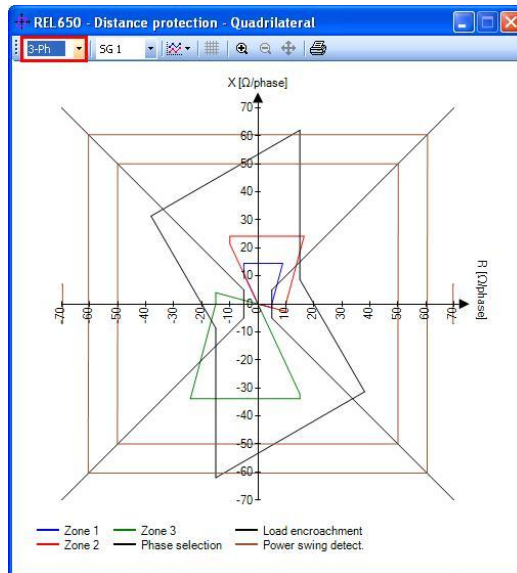 REL650 - Distance protection - Quadrilateral
3-Ph SG 1
X [Ω/phase]
70
60
50
40
30
20
10
0
-10
-20
-30
-40
-50
-60
-70
-70 -60 -50 -40 -30 -20 -10 0 10 20 30 40 50 60 70
R [Ω/phase]
Zone 1 Zone 3 Load encroachment
Zone 2 Phase selection Power swing detect.